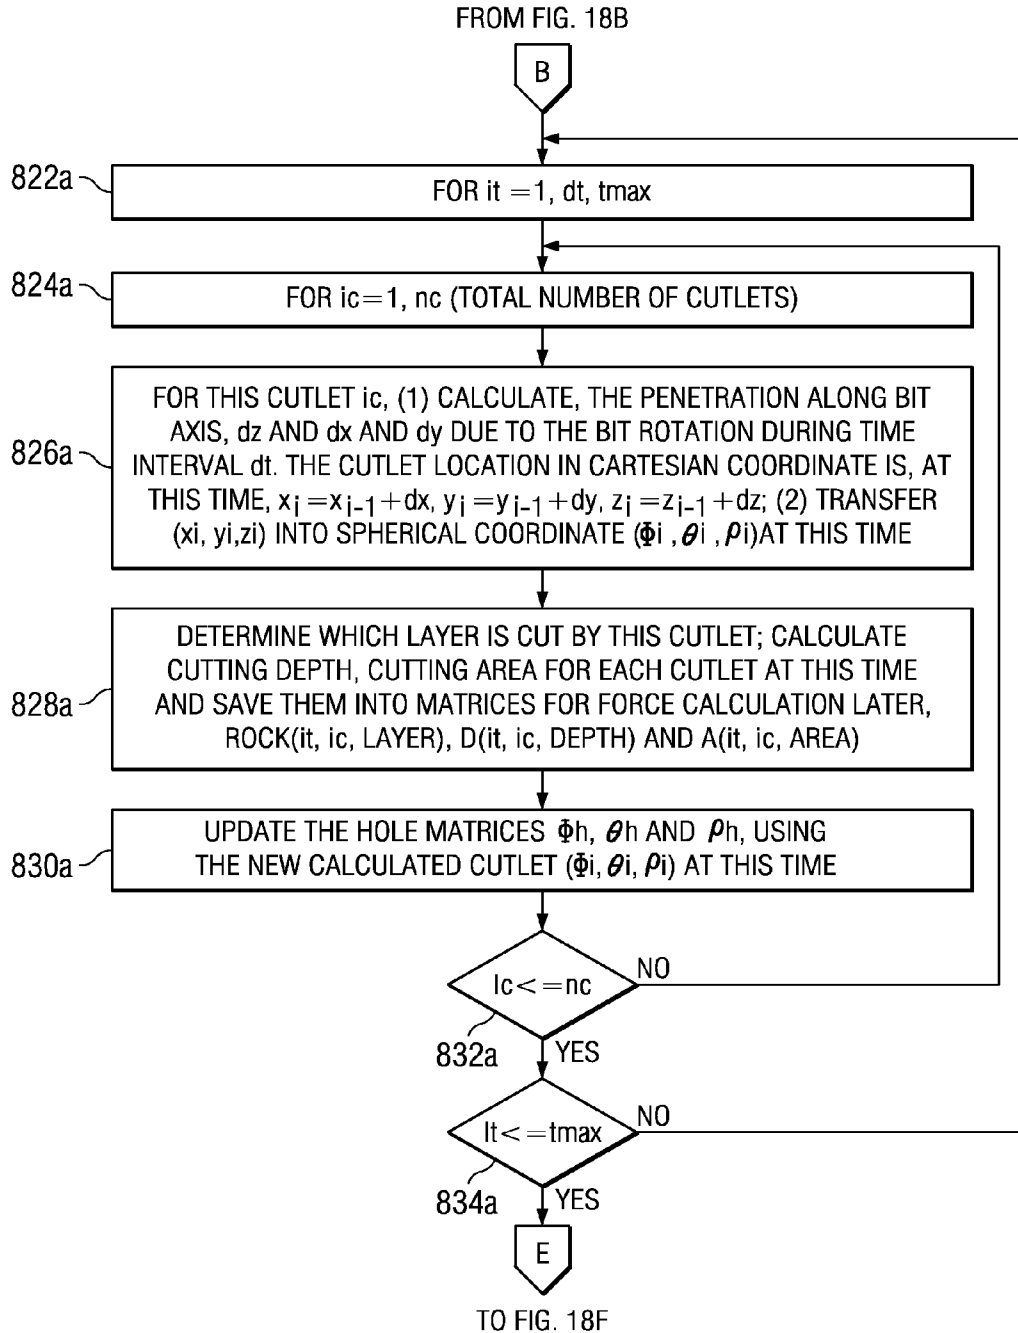 FROM FIG. 18B
B
822a
FOR it =1, dt, tmax
824a
FOR ic=1, nc (TOTAL NUMBER OF CUTLETS)
826a
FOR THIS CUTLET ic, (1) CALCULATE, THE PENETRATION ALONG BIT
AXIS, dz AND dx AND dy DUE TO THE BIT ROTATION DURING TIME
INTERVAL dt. THE CUTLET LOCATION IN CARTESIAN COORDINATE IS, AT
THIS TIME, x_i=x_{i-1}+dx, y_i=y_{i-1}+dy, z_i=z_{i-1}+dz; (2) TRANSFER
(xi, yi,zi) INTO SPHERICAL COORDINATE (Φi ,θi ,ρi)AT THIS TIME
828a
DETERMINE WHICH LAYER IS CUT BY THIS CUTLET; CALCULATE
CUTTING DEPTH, CUTTING AREA FOR EACH CUTLET AT THIS TIME
AND SAVE THEM INTO MATRICES FOR FORCE CALCULATION LATER,
ROCK(it, ic, LAYER), D(it, ic, DEPTH) AND A(it, ic, AREA)
830a
UPDATE THE HOLE MATRICES Φh, θh AND ρh, USING
THE NEW CALCULATED CUTLET (Φi, θi, ρi) AT THIS TIME
Ic<=nc
NO
832a
YES
It<=tmax
NO
834a
YES
E
TO FIG. 18F